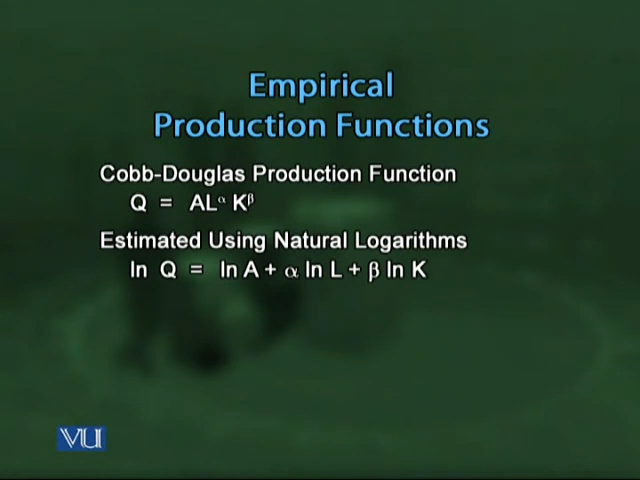 Empirical
Production Functions
Cobb-Douglas Production Function
Q = AL^α K^β
Estimated Using Natural Logarithms
ln Q = ln A + α ln L + β ln K
VU